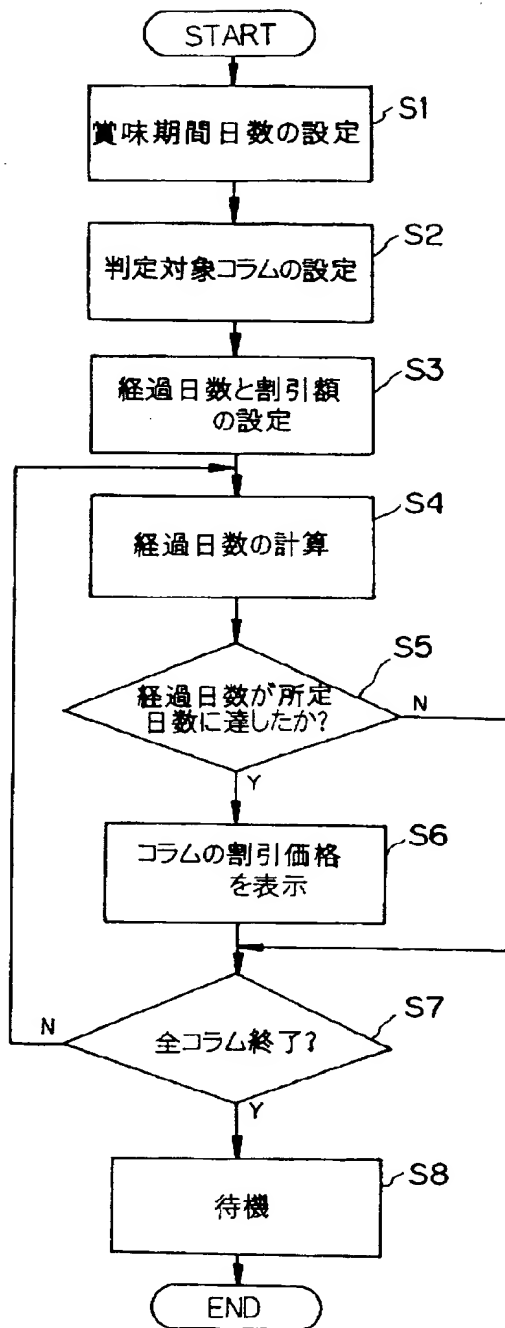 START
S1
賞味期間日数の設定
S2
判定対象コラムの設定
S3
経過日数と割引額
の設定
S4
経過日数の計算
S5
経過日数が所定
日数に達したか?
N
Y
S6
コラムの割引価格
を表示
S7
全コラム終了?
N
Y
S8
待機
END